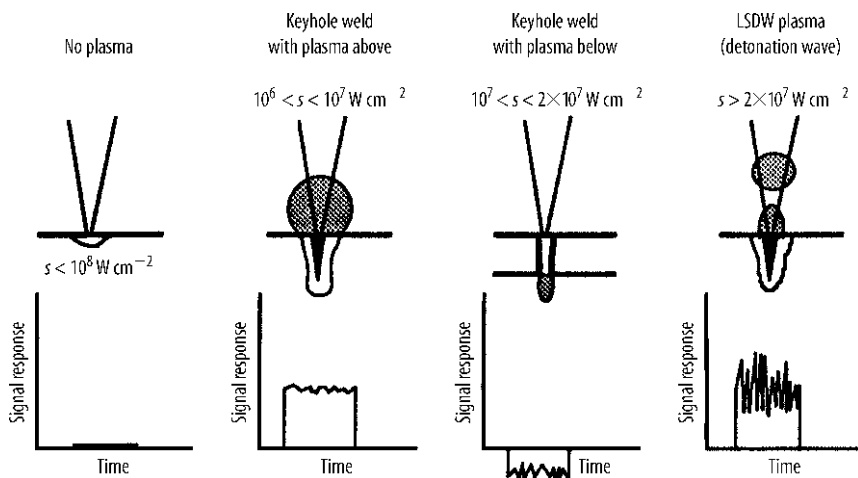 No plasma
Keyhole weld
with plasma above
Keyhole weld
with plasma below
LSDW plasma
(detonation wave)
10⁶ < s < 10⁷ W cm ⁻²
10⁷ < s < 2×10⁷ W cm ⁻²
s > 2×10⁷ W cm ⁻²
s < 10⁸ W cm⁻²
Signal response
Time
Signal response
Time
Signal response
Time
Signal response
Time